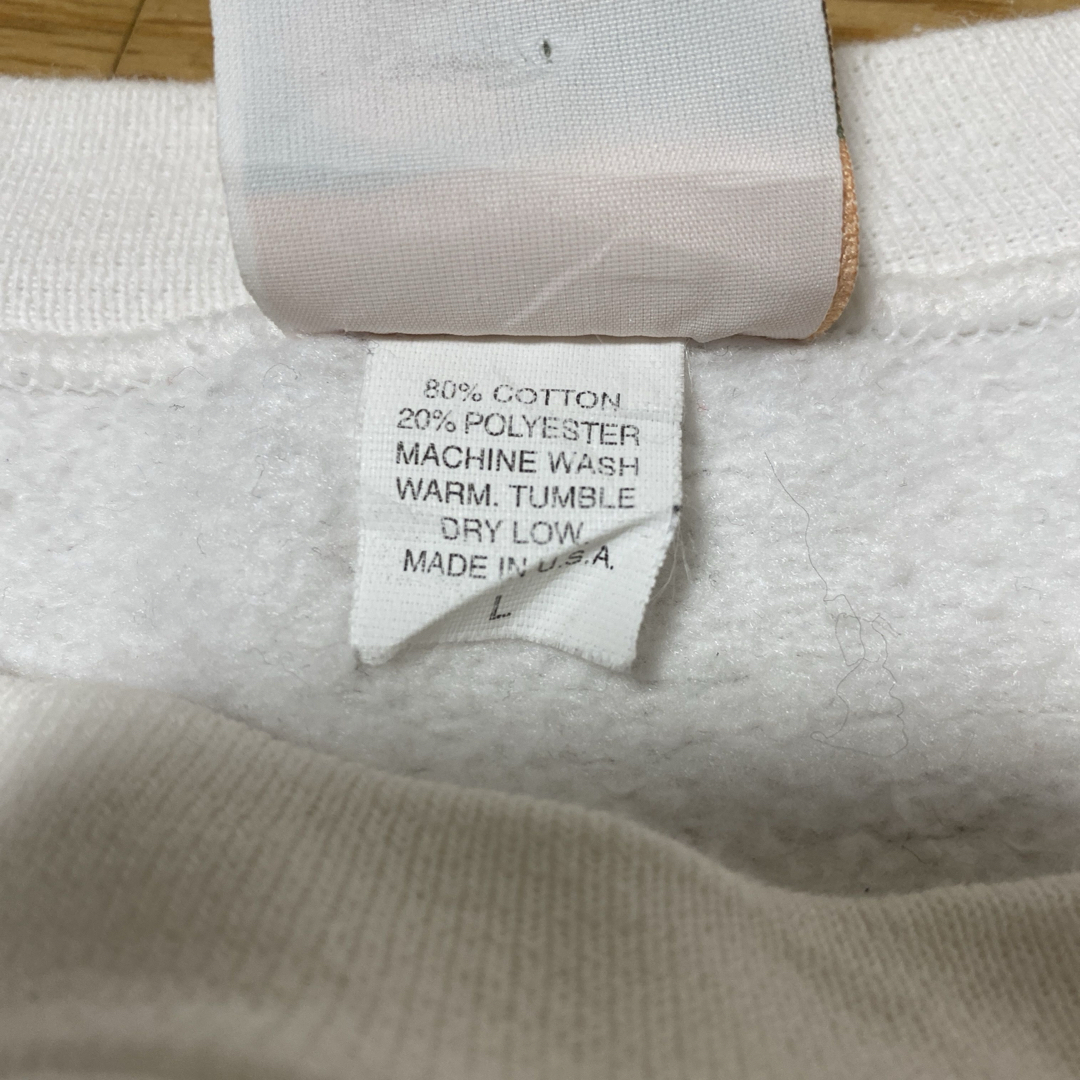 80% COTTON
20% POLYESTER
MACHINE WASH
WARM. TUMBLE
DRY LOW.
MADE IN U.S.A.
L